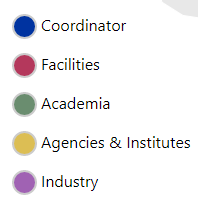 Coordinator
Facilities
Academia
Agencies & Institutes
Industry